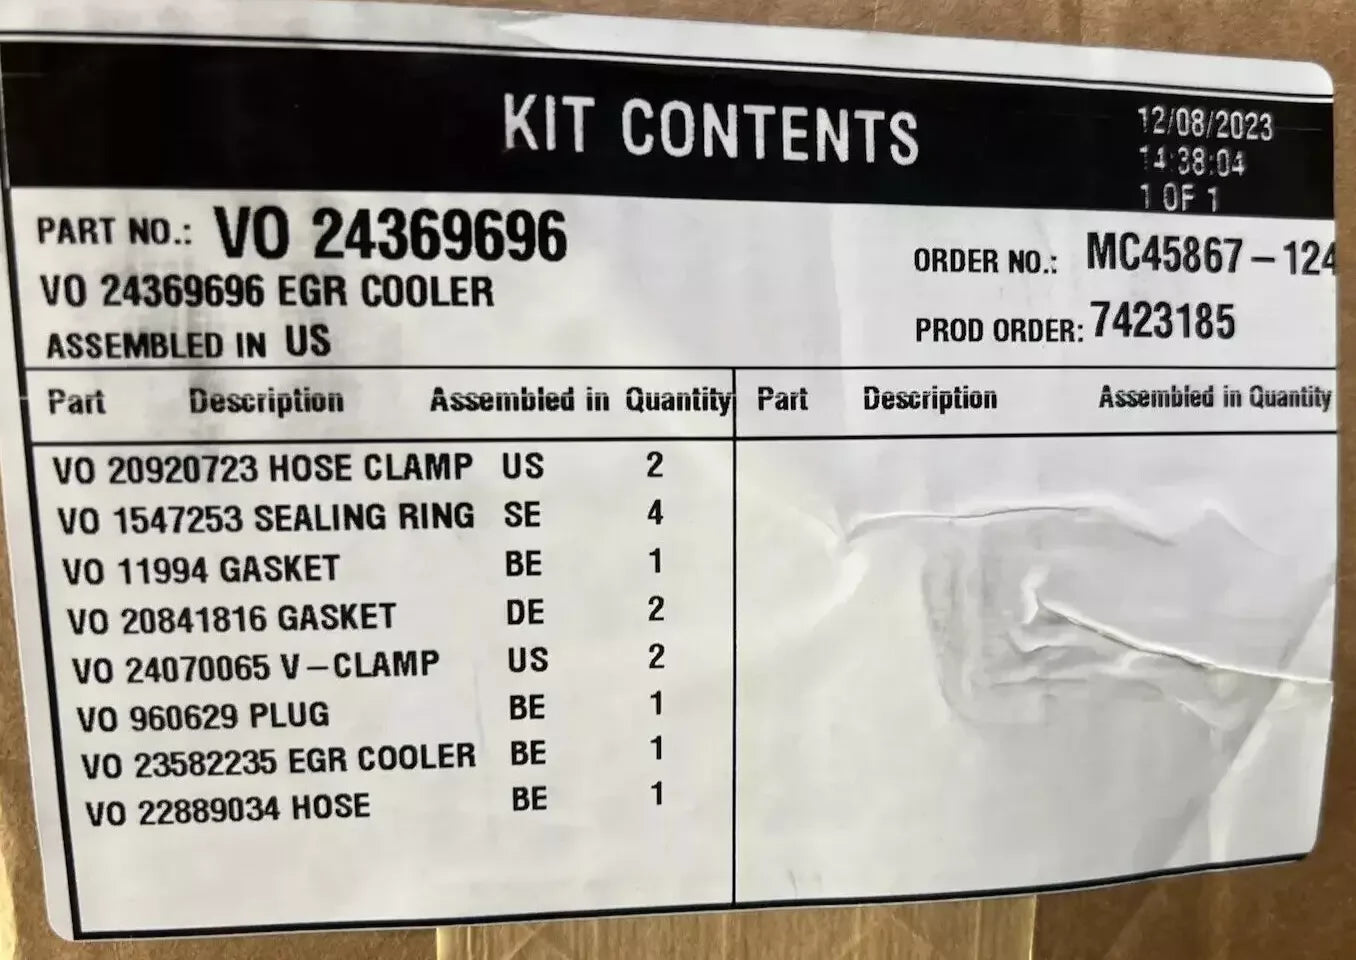 KIT CONTENTS
12/08/2023
14:38:04
1 OF 1
PART NO.: VO 24369696
VO 24369696 EGR COOLER
ASSEMBLED IN US
ORDER NO.: MC45867-124
PROD ORDER: 7423185
Part Description Assembled in Quantity Part Description Assembled in Quantity
VO 20920723 HOSE CLAMP US 2
VO 1547253 SEALING RING SE 4
VO 11994 GASKET BE 1
VO 20841816 GASKET DE 2
VO 24070065 V-CLAMP US 2
VO 960629 PLUG BE 1
VO 23582235 EGR COOLER BE 1
VO 22889034 HOSE BE 1